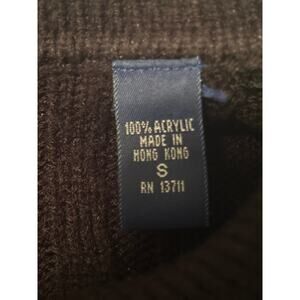 100% ACRYLIC
MADE IN
HONG KONG
S
RN 13711